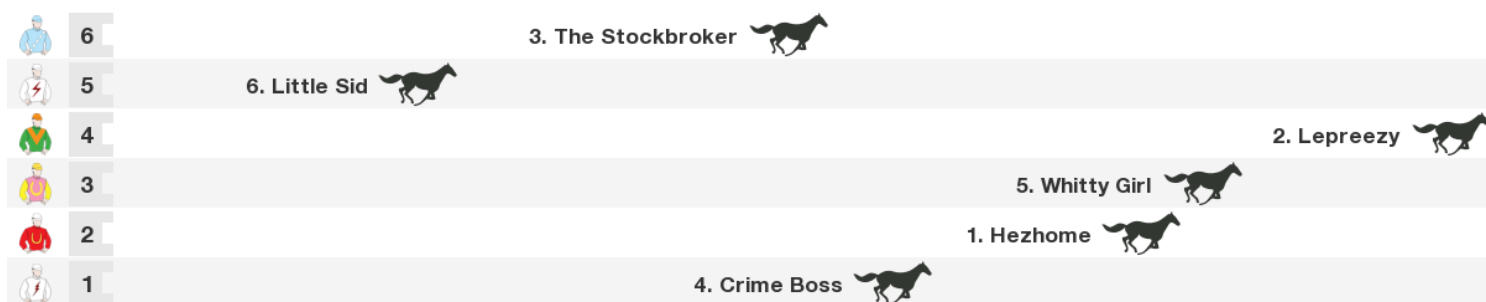 6 3. The Stockbroker
5 6. Little Sid
4 2. Lepreezy
3 5. Whitty Girl
2 1. Hezhome
1 4. Crime Boss